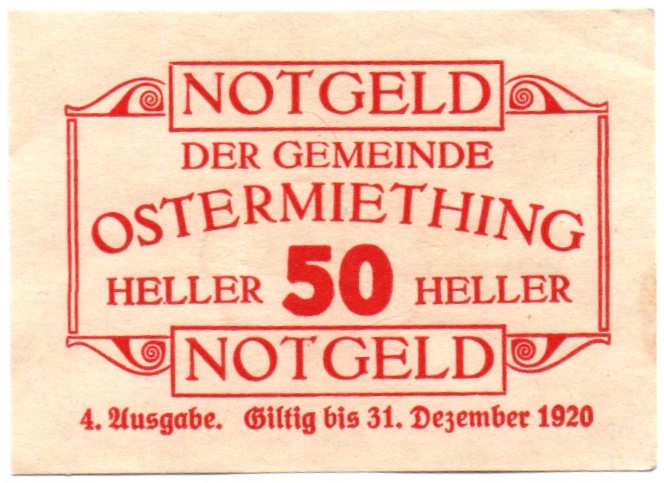 NOTGELD
DER GEMEINDE
OSTERMIETHING
HELLER 50 HELLER
NOTGELD
4. Ausgabe. Giltig bis 31. Dezember 1920